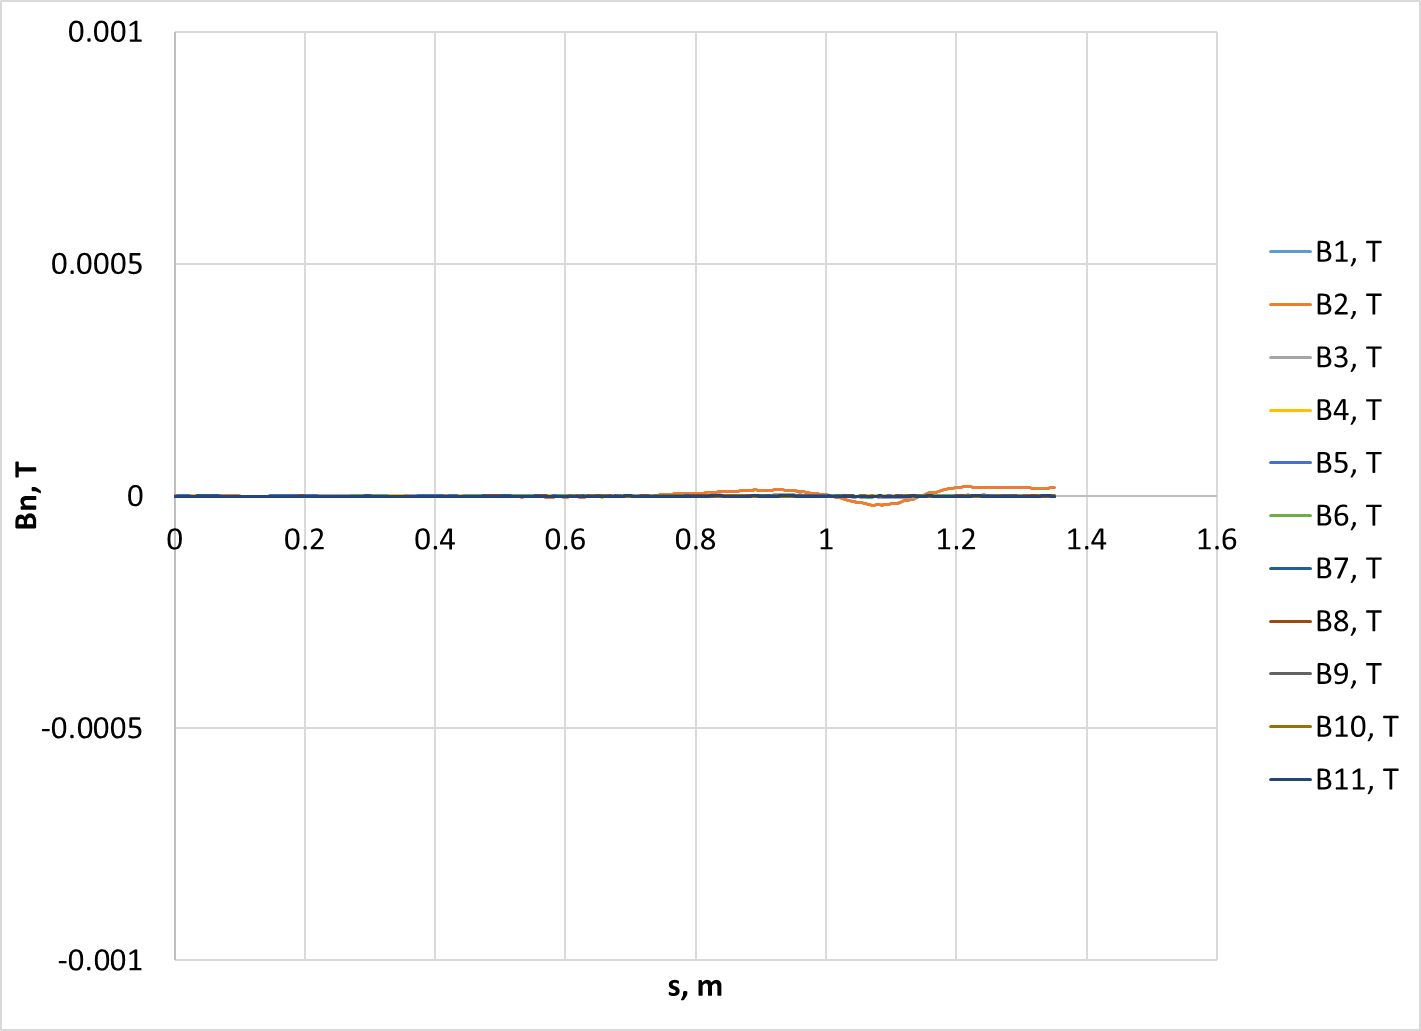 0.001
0.0005
0
-0.0005
-0.001
Bn, T
0 0.2 0.4 0.6 0.8 1 1.2 1.4 1.6
s, m
B1, T
B2, T
B3, T
B4, T
B5, T
B6, T
B7, T
B8, T
B9, T
B10, T
B11, T